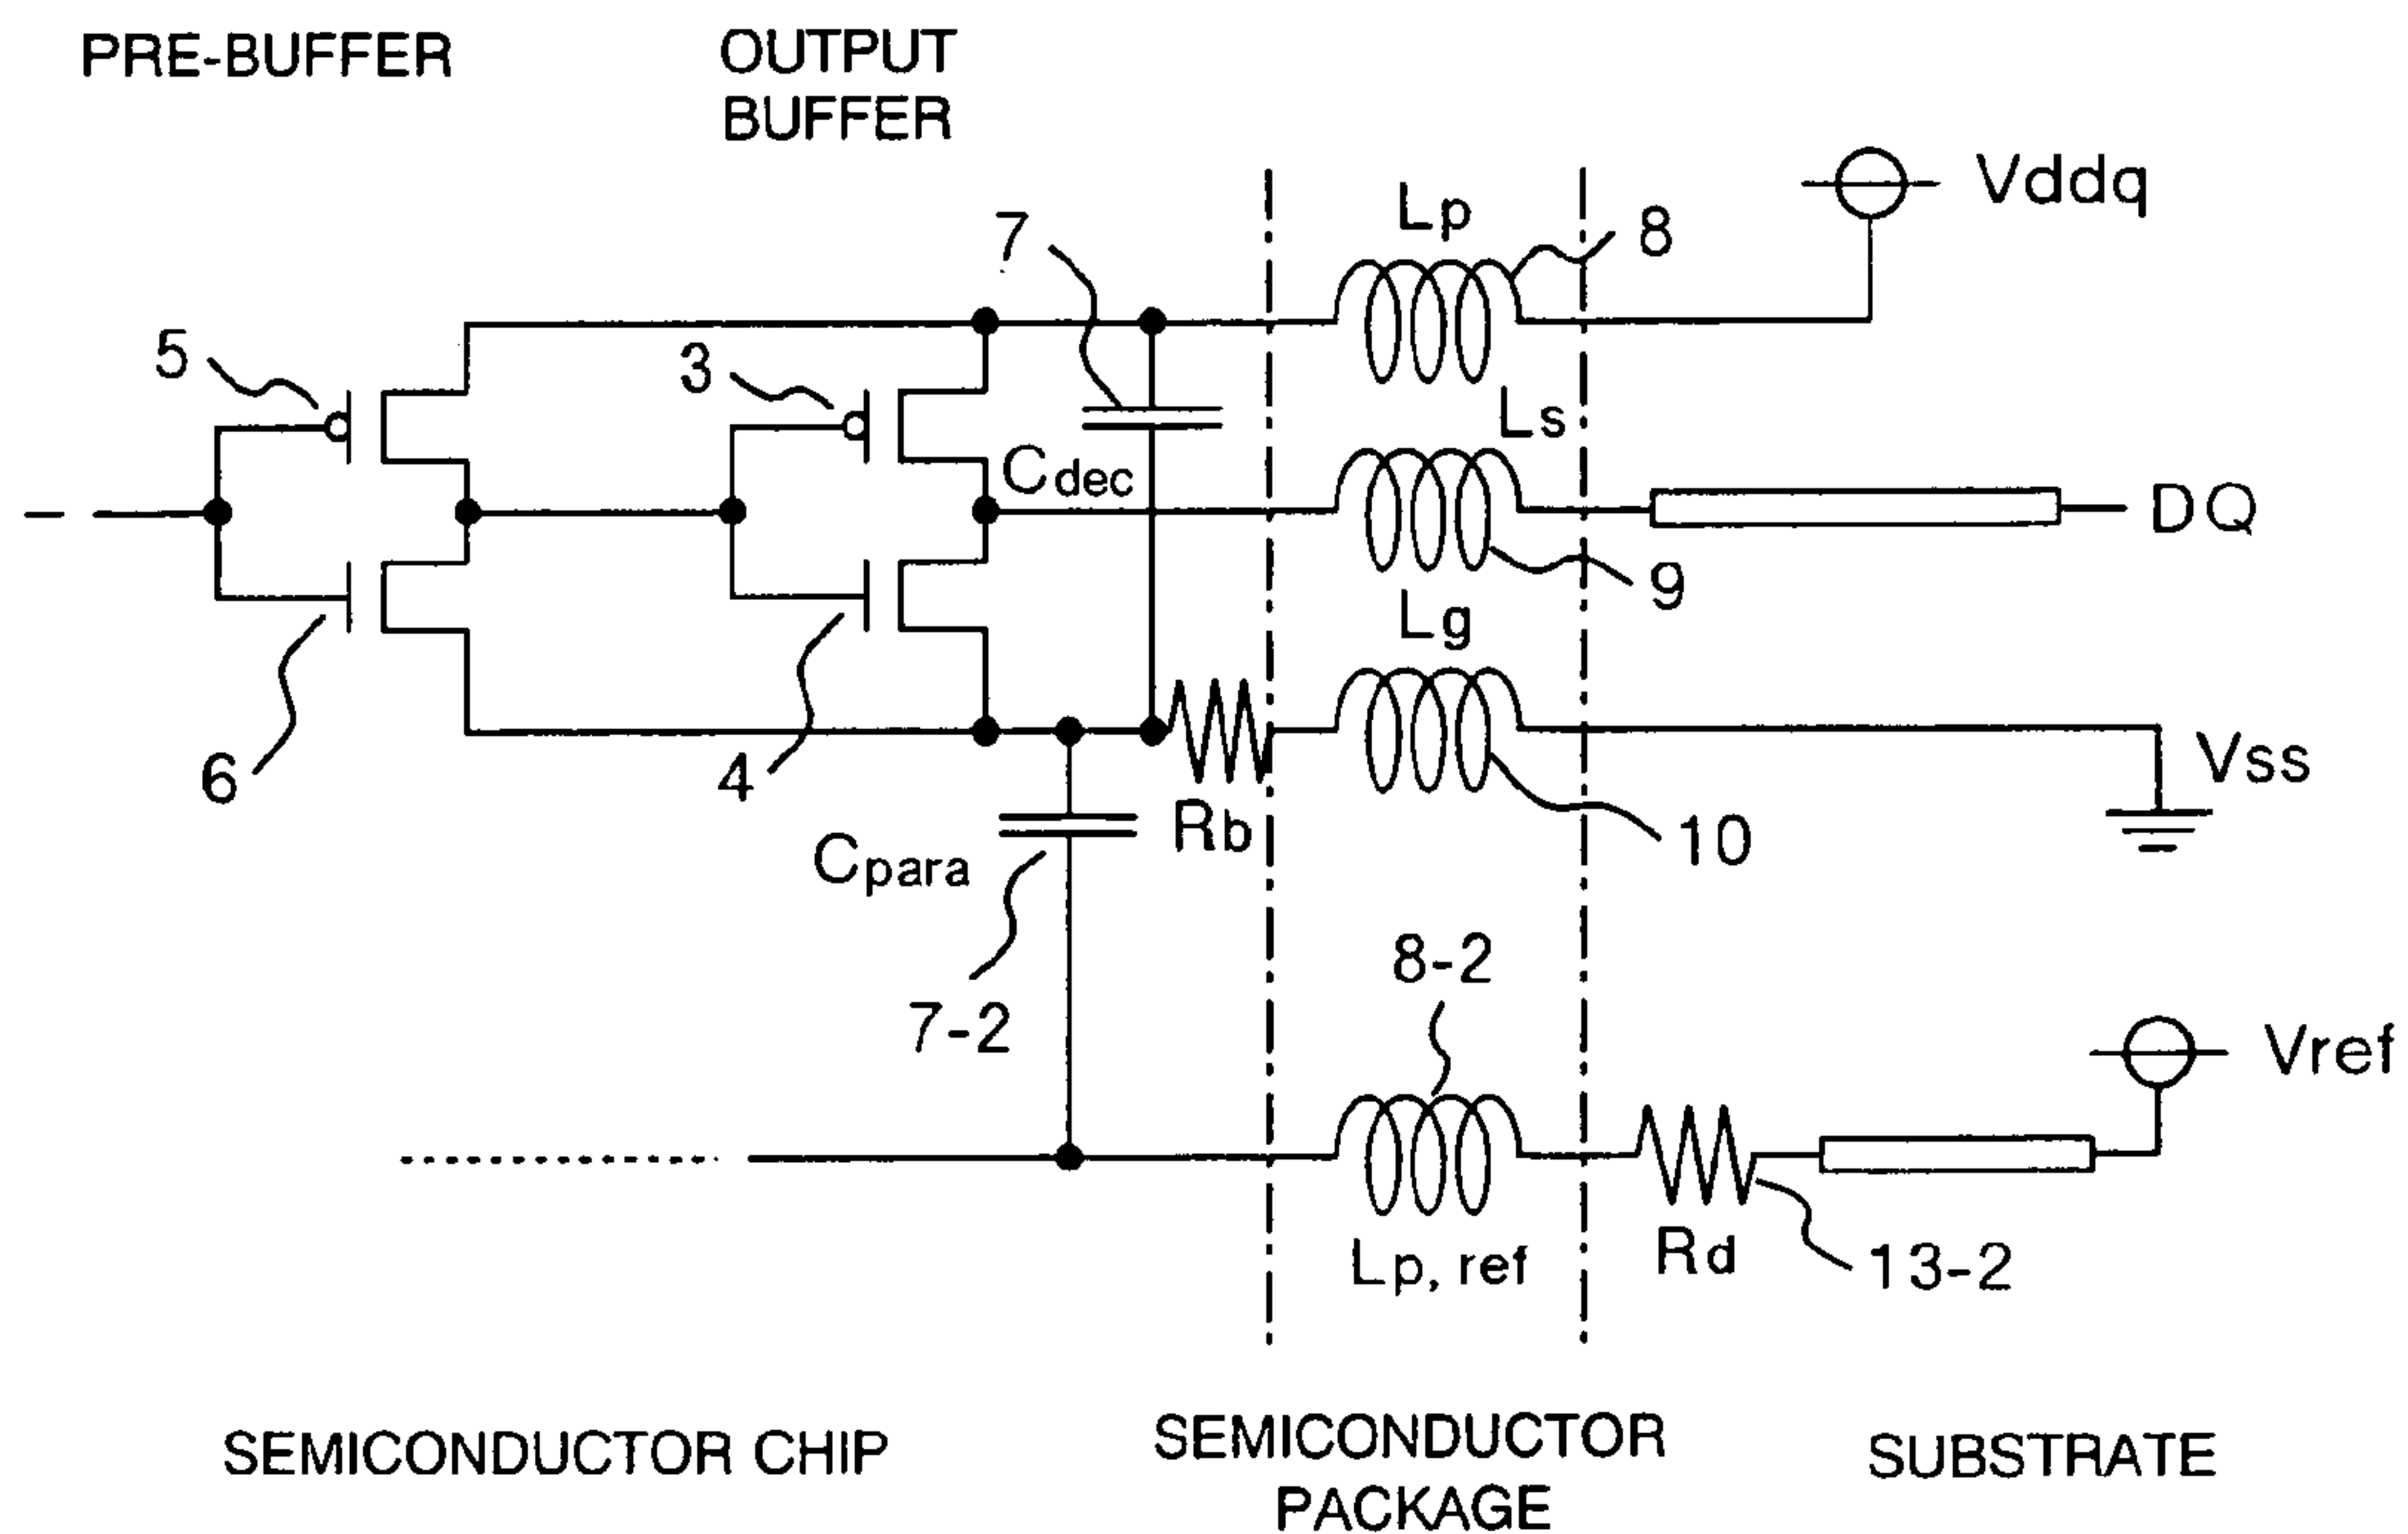 PRE-BUFFER
OUTPUT
BUFFER
Vddq
Lp
8
7
5
3
Ls
Cdec
DQ
9
Lg
6
4
Vss
Rb
10
Cpara
8-2
7-2
Vref
Lp, ref
Rd
13-2
SEMICONDUCTOR CHIP
SEMICONDUCTOR
PACKAGE
SUBSTRATE